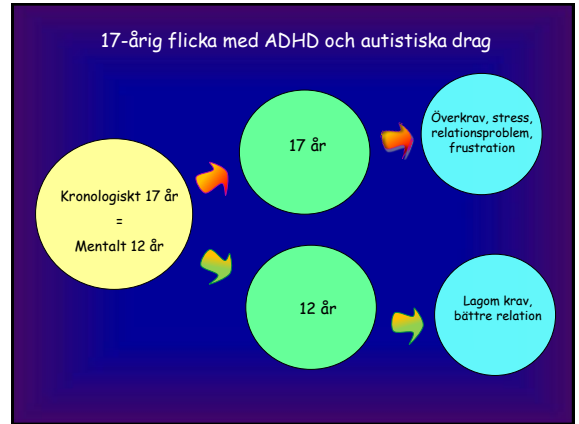 17-årig flicka med ADHD och autistiska drag
Kronologiskt 17 år
=
Mentalt 12 år
17 år
Överkrav, stress,
relationsproblem,
frustration
12 år
Lagom krav,
bättre relation